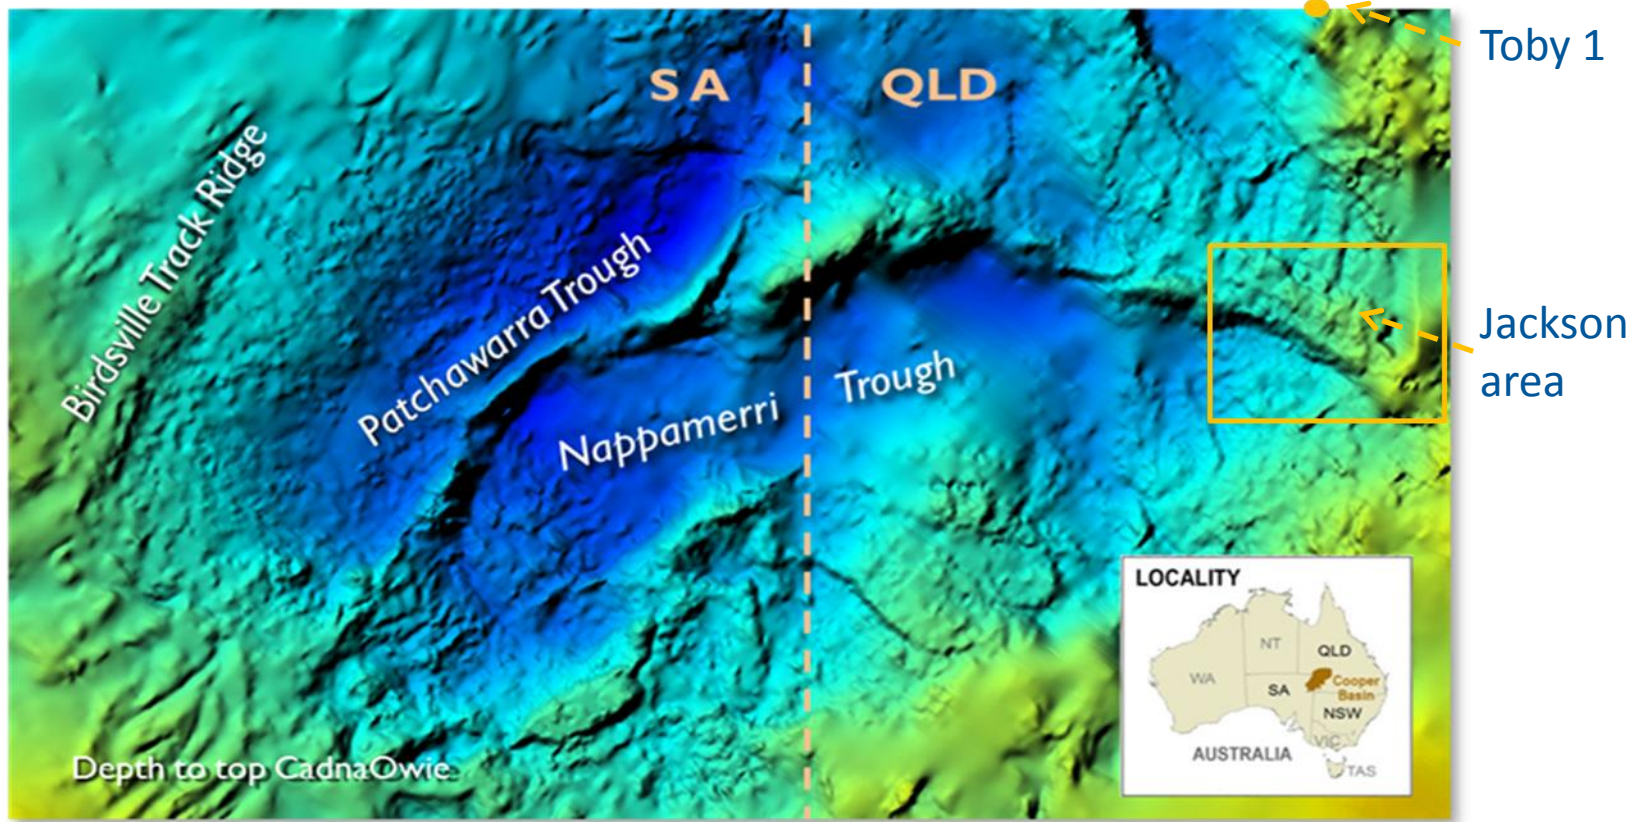 Toby 1
SA
QLD
Birdsville Track Ridge
Patchawarra Trough
Nappamerri Trough
Jackson
area
LOCALITY
NT
QLD
WA
SA
Cooper
Basin
NSW
VIC
AUSTRALIA
TAS
Depth to top CadnaOwie